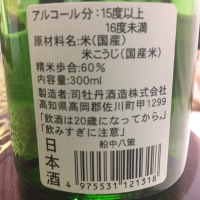 アルコール分：15度以上
16度未満
原材料名：米（国産）
米こうじ（国産米）
精米歩合：60％
内容量：300ml
製造者：司牡丹酒造株式会社
高知県高岡郡佐川町甲1299
「飲酒は20歳になってから。」
「飲みすぎに注意」
日本酒
船中八策
4 975531 121318